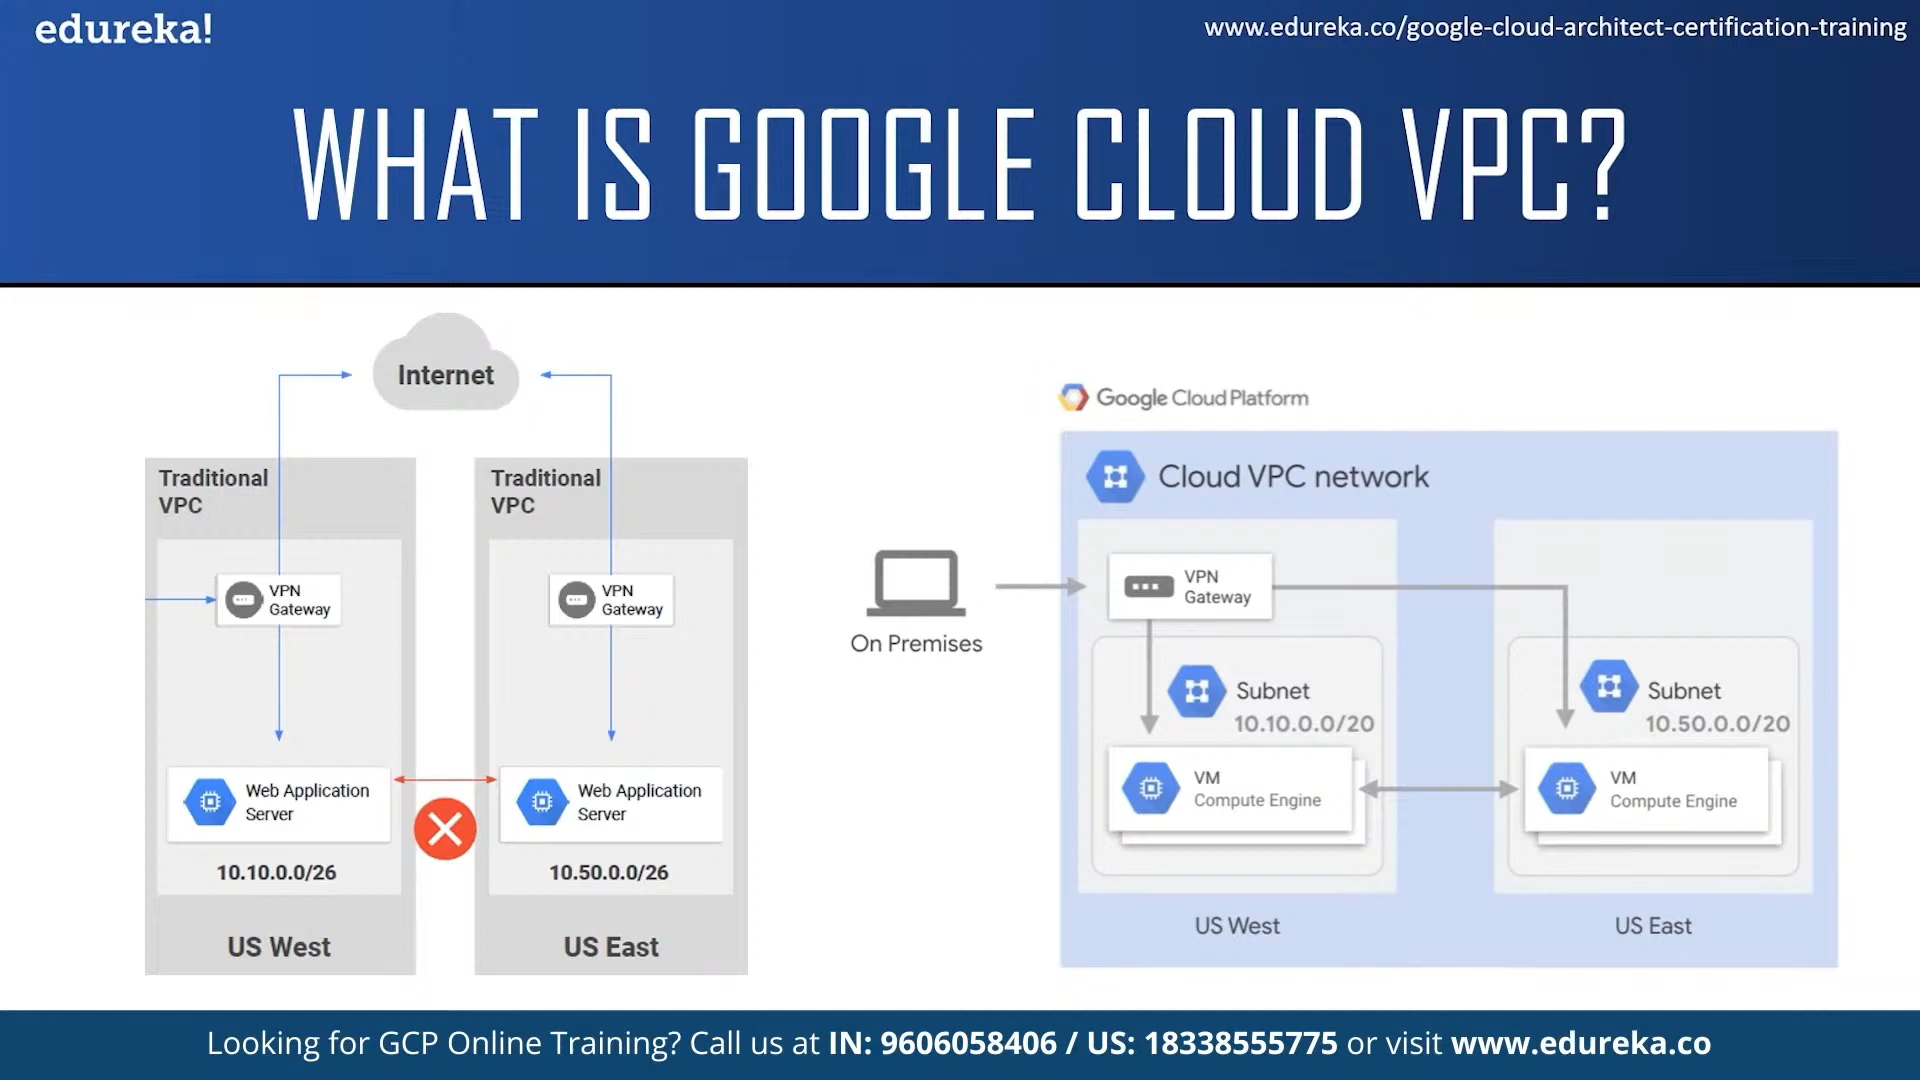 edureka!
www.edureka.co/google-cloud-architect-certification-training
WHAT IS GOOGLE CLOUD VPC?
Internet
Traditional
VPC
VPN
Gateway
Web Application
Server
10.10.0.0/26
US West
Traditional
VPC
VPN
Gateway
Web Application
Server
10.50.0.0/26
US East
On Premises
Google Cloud Platform
Cloud VPC network
VPN
Gateway
Subnet
10.10.0.0/20
VM
Compute Engine
US West
Subnet
10.50.0.0/20
VM
Compute Engine
US East
Looking for GCP Online Training? Call us at IN: 9606058406 / US: 18338555775 or visit www.edureka.co